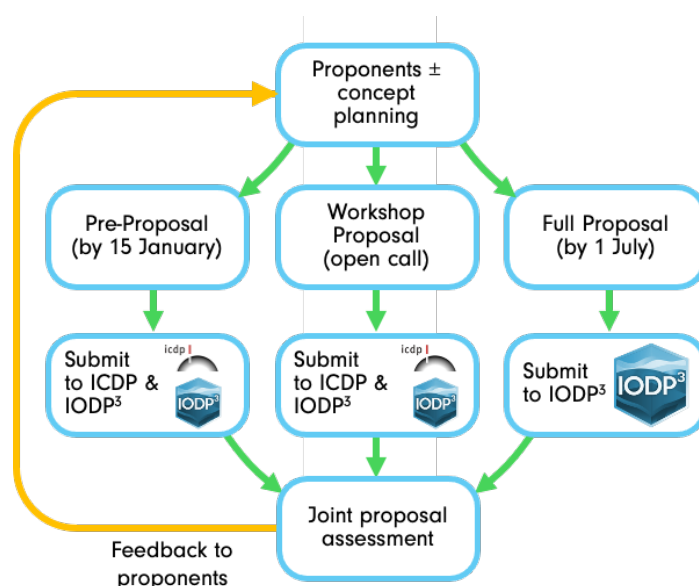 Proponents ±
concept
planning
Pre-Proposal
(by 15 January)
Workshop
Proposal
(open call)
Full Proposal
(by 1 July)
Submit
to ICDP &
IODP³
icdp
IODP³
Submit
to ICDP &
IODP³
icdp
IODP³
Submit
to IODP³
IODP³
Joint proposal
assessment
Feedback to
proponents